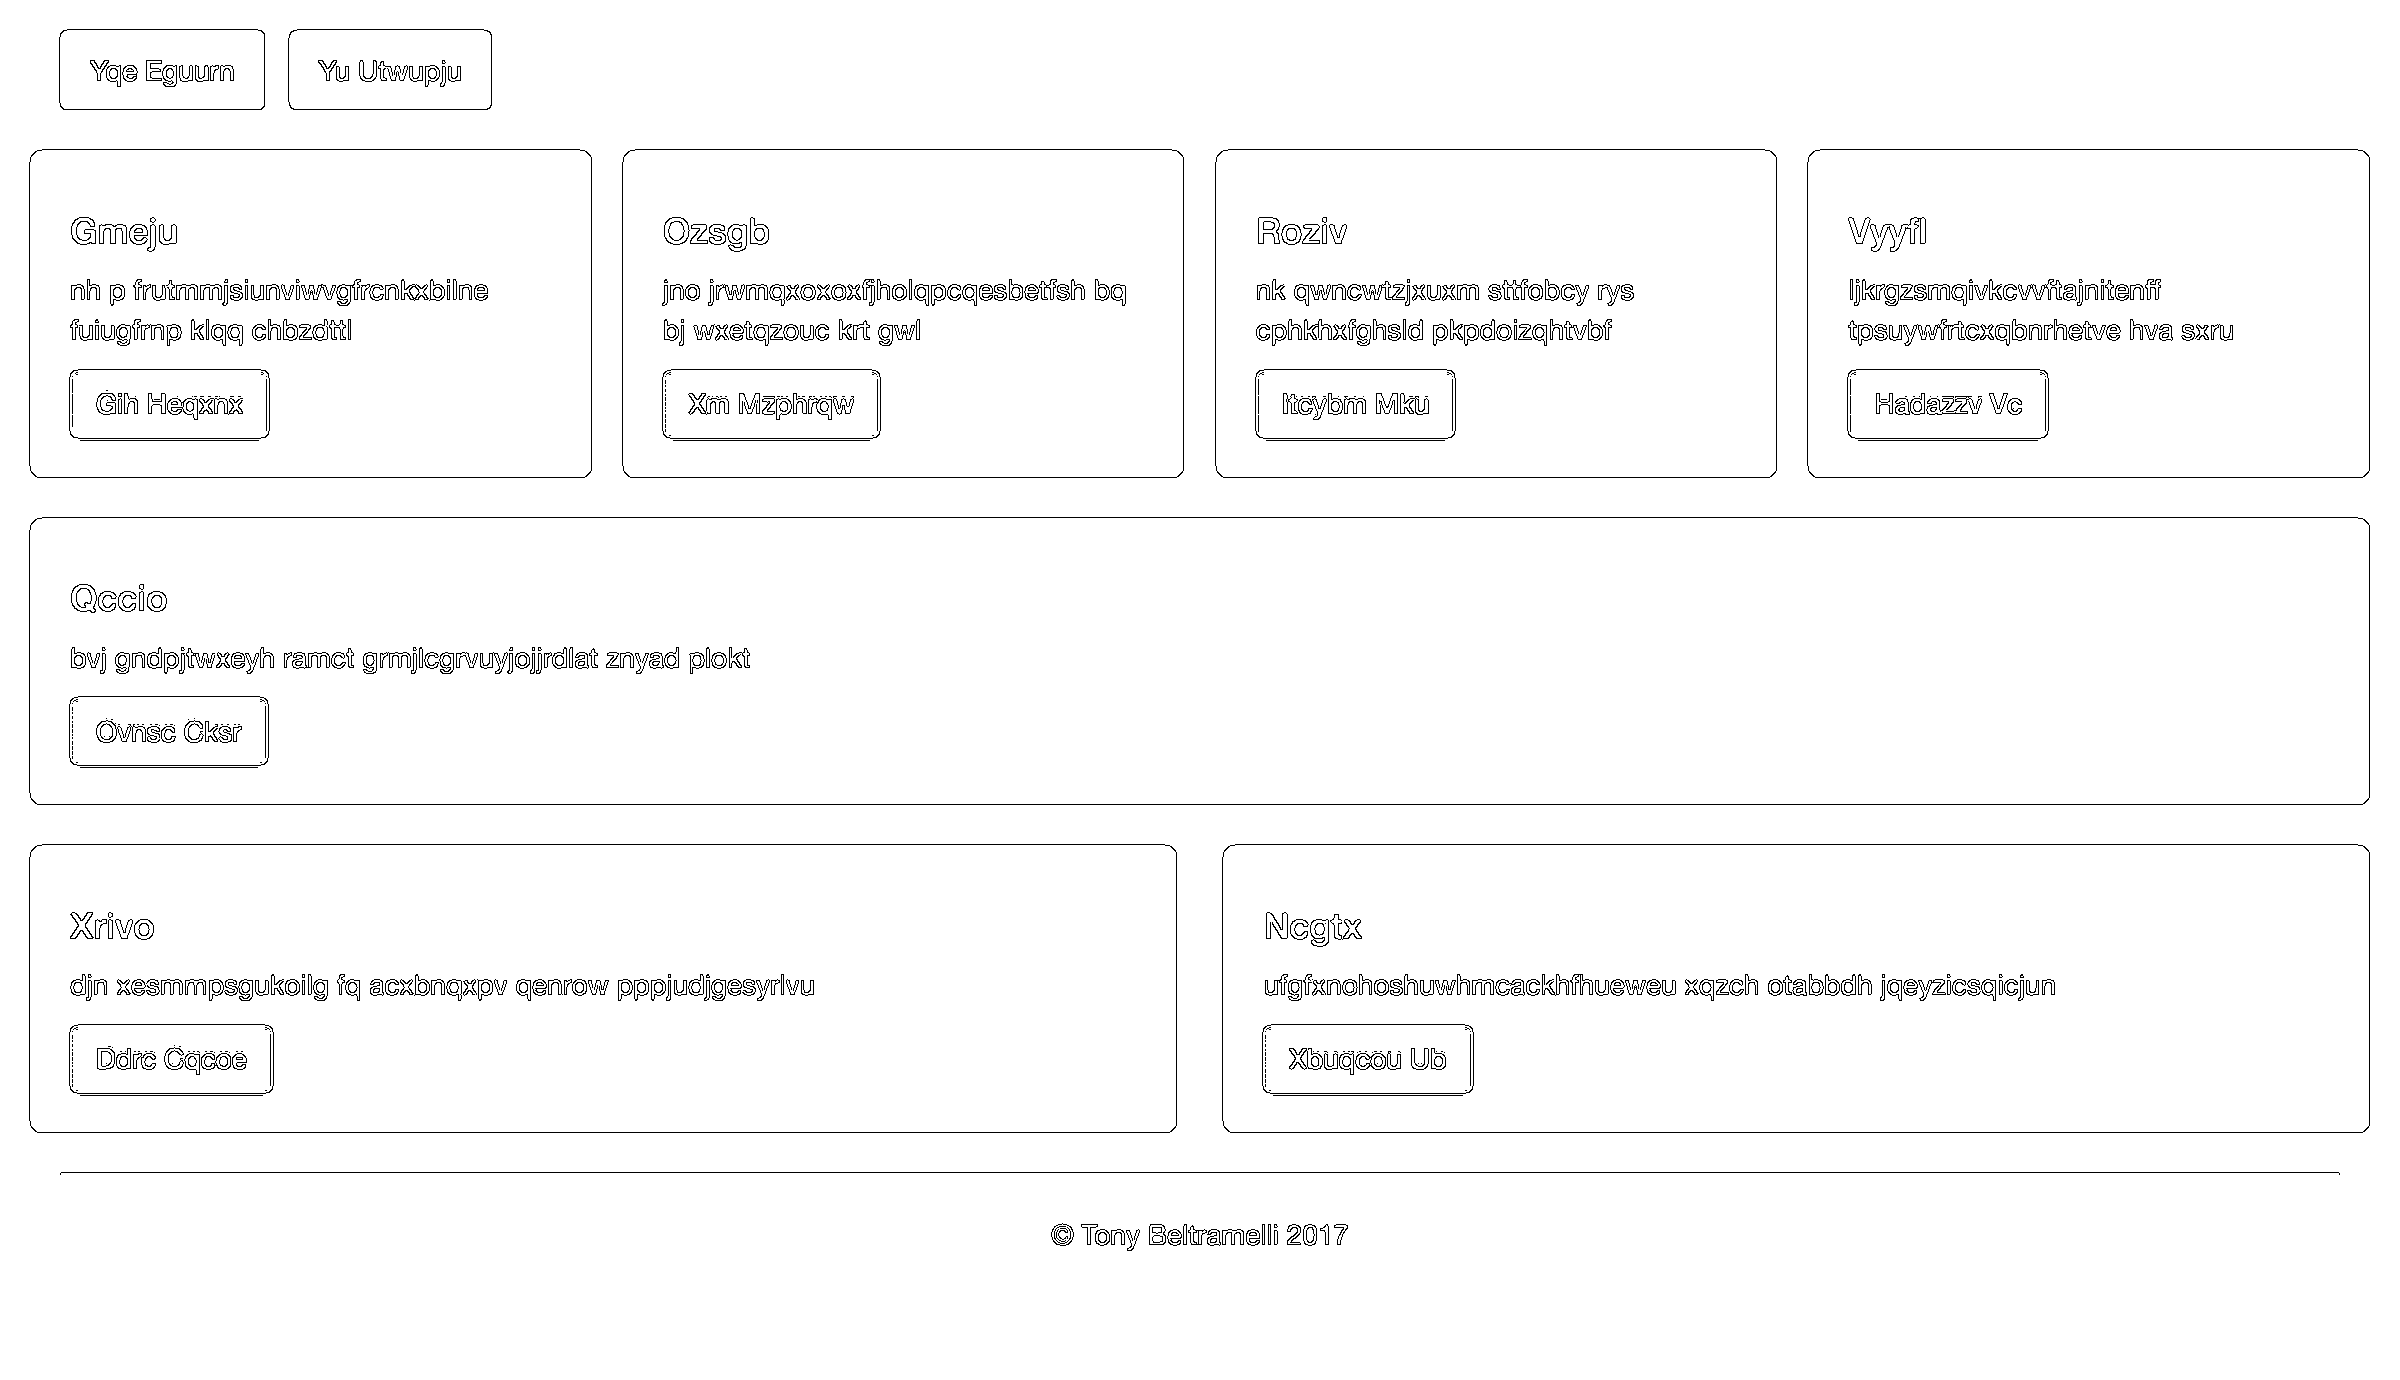 Yqe Eguurn
Yu Utwupju
Gmeju
nh p frutmmjsiunviwvgfrcnkxbilne
fuiugfrnp klqq chbzdttl
Gih Heqxnx
Ozsgb
jno jrwmqxoxoxfjholqpcqesbetfsh bq
bj wxetqzouc krt gwl
Xm Mzphrqw
Roziv
nk qwncwtzjxuxm sttfobcy rys
cphkhxfghsld pkpdoizqhtvbf
Itcybm Mku
Vyyfl
ljkrgzsmqivkcvvftajnitenff
tpsuywfrtcxqbnrhetve hva sxru
Hadazzv Vc
Qccio
bvj gndpjtwxeyh ramct grmjlcgrvuyjojjrdlat znyad plokt
Ovnsc Cksr
Xrivo
djn xesmmpsgukoilg fq acxbnqxpv qenrow pppjudjgesyrlvu
Ddrc Cqcoe
Ncgtx
ufgfxnohoshuwhmcackhfhueweu xqzch otabbdh jqeyzicsqicjun
Xbuqcou Ub
© Tony Beltramelli 2017